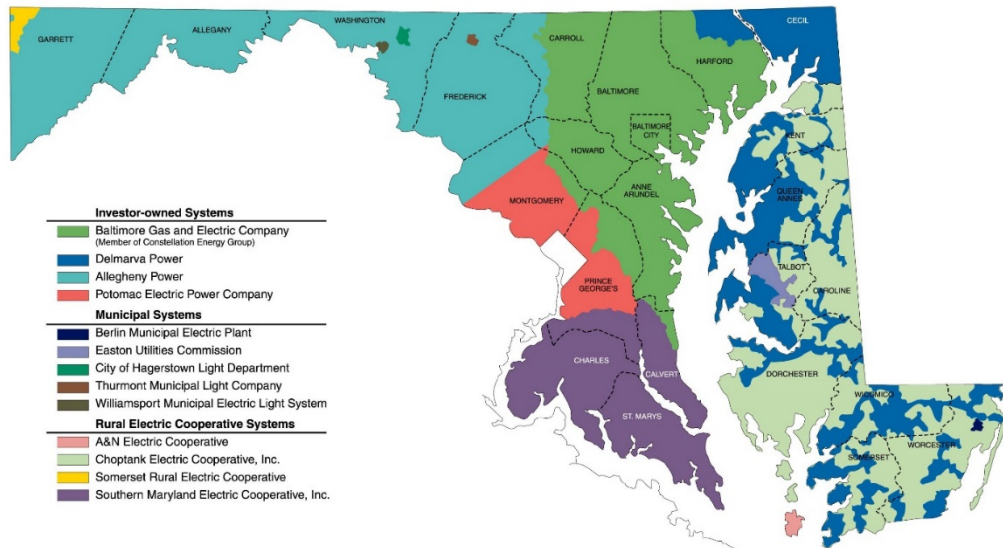 CECIL
WASHINGTON
ALLEGANY
GARRETT
CARROLL
HARFORD
FREDERICK
BALTIMORE
BALTIMORE
CITY
KENT
HOWARD
ANNE
ARUNDEL
QUEEN
ANNES
MONTGOMERY
TALBOT
PRINCE
GEORGE'S
CAROLINE
CHARLES
CALVERT
DORCHESTER
WICOMICO
ST. MARYS
WORCESTER
SOMERSET
Investor-owned Systems
Baltimore Gas and Electric Company
(Member of Constellation Energy Group)
Delmarva Power
Allegheny Power
Potomac Electric Power Company
Municipal Systems
Berlin Municipal Electric Plant
Easton Utilities Commission
City of Hagerstown Light Department
Thurmont Municipal Light Company
Williamsport Municipal Electric Light System
Rural Electric Cooperative Systems
A&N Electric Cooperative
Choptank Electric Cooperative, Inc.
Somerset Rural Electric Cooperative
Southern Maryland Electric Cooperative, Inc.